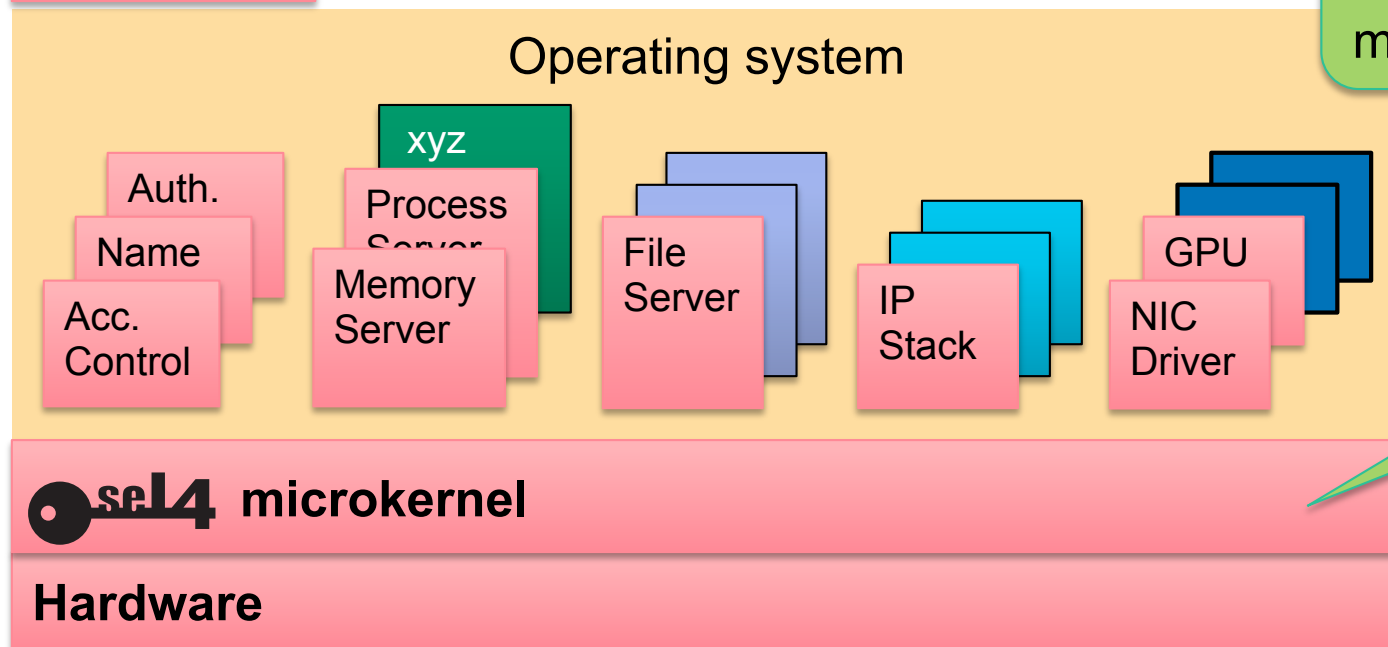 Operating system
m
xyz
Auth.
Process
Server
Name
Memory
Server
File
Server
GPU
Acc.
Control
IP
Stack
NIC
Driver
seL4 microkernel
Hardware